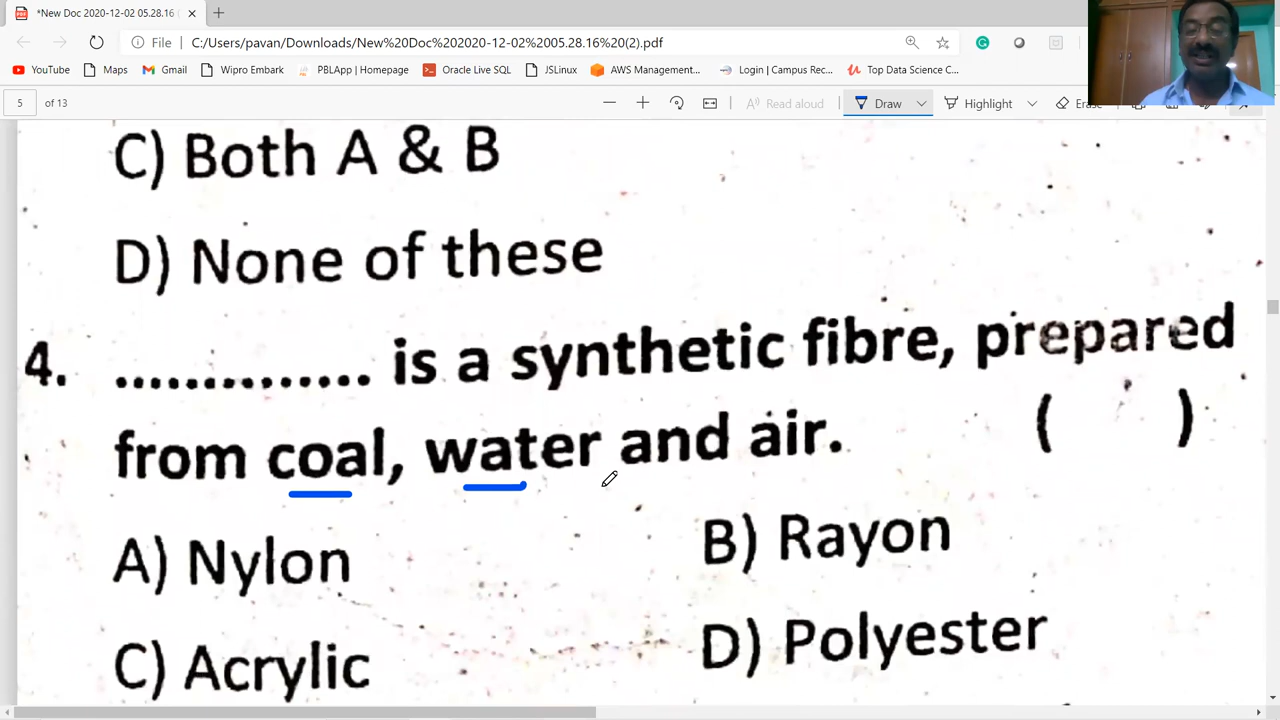 *New Doc 2020-12-02 05.28.16 (
File C:/Users/pavan/Downloads/New%20Doc%202020-12-02%2005.28.16%20(2).pdf
YouTube Maps Gmail Wipro Embark PBLApp | Homepage Oracle Live SQL JSLinux AWS Management... Login | Campus Rec... Top Data Science C...
5 of 13 Read aloud Draw Highlight Erase
C) Both A & B
D) None of these
4. .............. is a synthetic fibre, prepared
from coal, water and air. ( )
A) Nylon B) Rayon
C) Acrylic D) Polyester